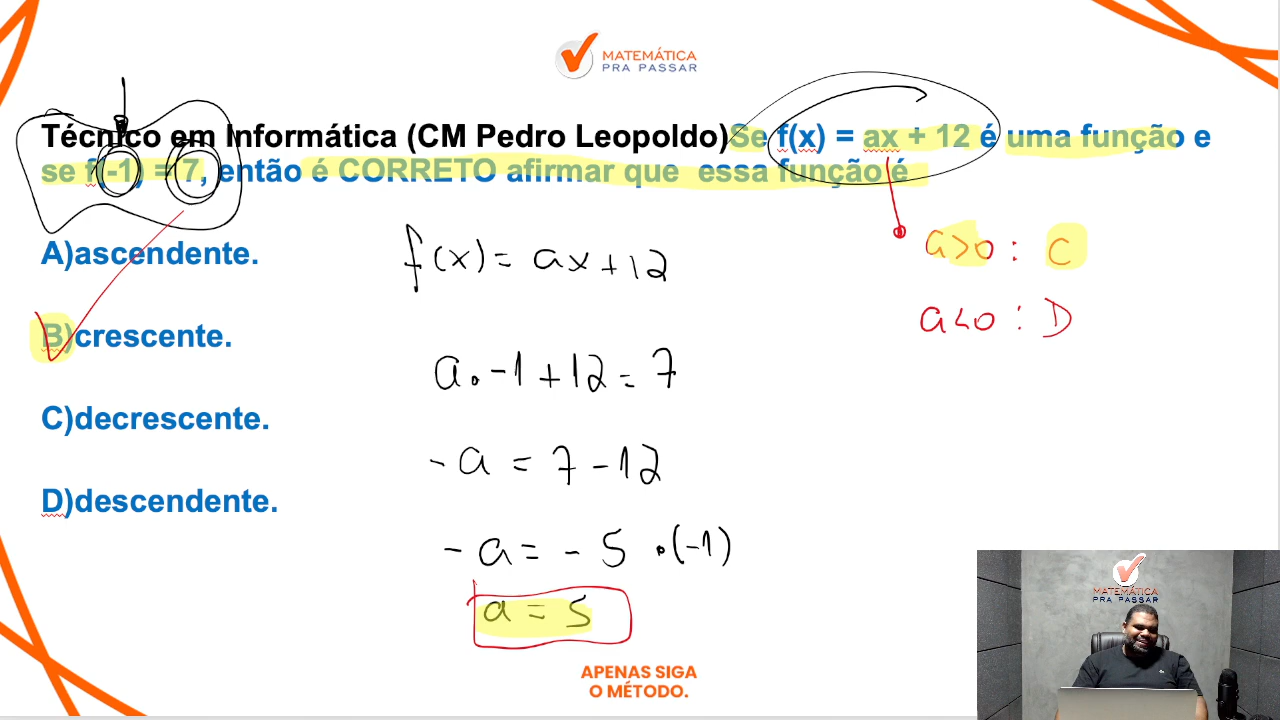 MATEMÁTICA
PRA PASSAR
Técnico em Informática (CM Pedro Leopoldo)Se f(x) = ax + 12 é uma função e
se f(-1) = 7, então é CORRETO afirmar que essa função é
A)ascendente.
B)crescente.
C)decrescente.
D)descendente.
f(x) = ax + 12
a . -1 + 12 = 7
- a = 7 - 12
- a = - 5 .(-1)
a = 5
a > 0 : C
a < 0 : D
MATEMÁTICA
PRA PASSAR
APENAS SIGA
O MÉTODO.